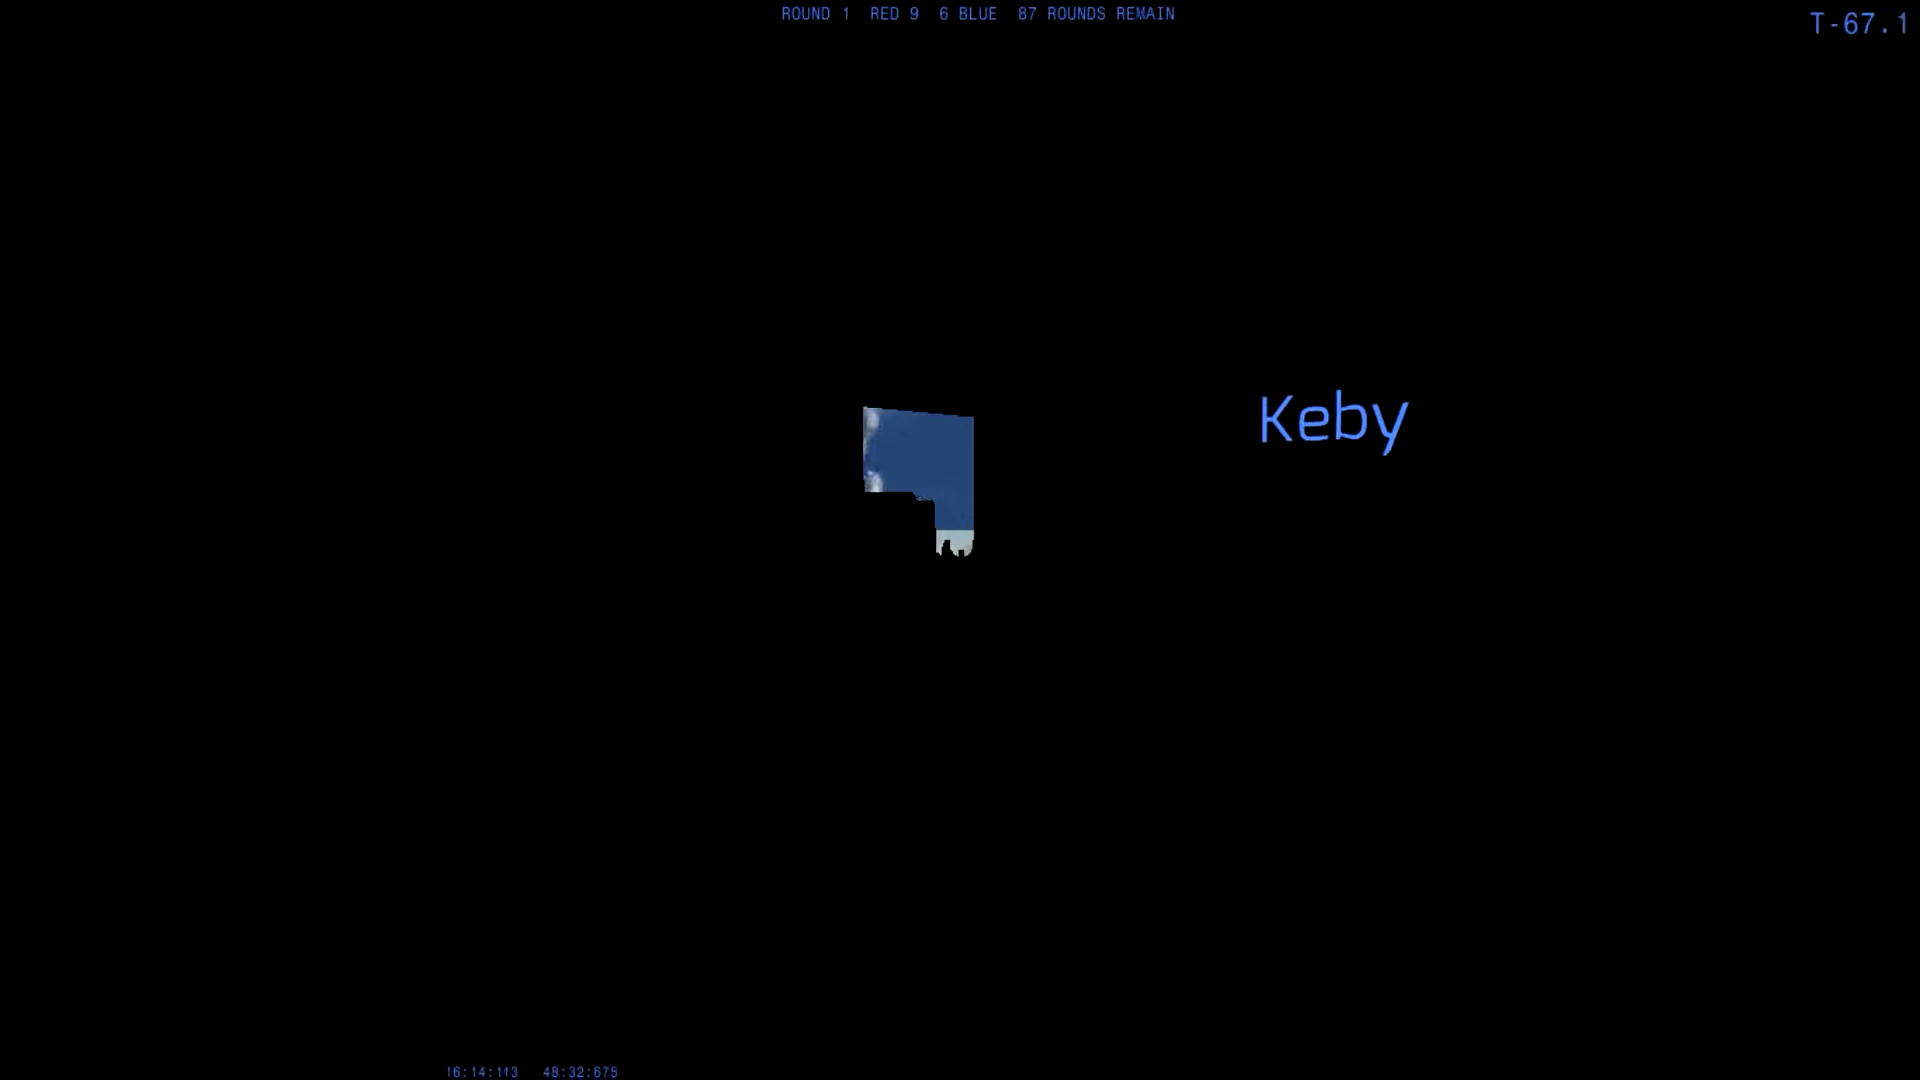 ROUND 1 RED 9 6 BLUE 87 ROUNDS REMAIN
T-67.1
Keby
16:14:113 48:32:675